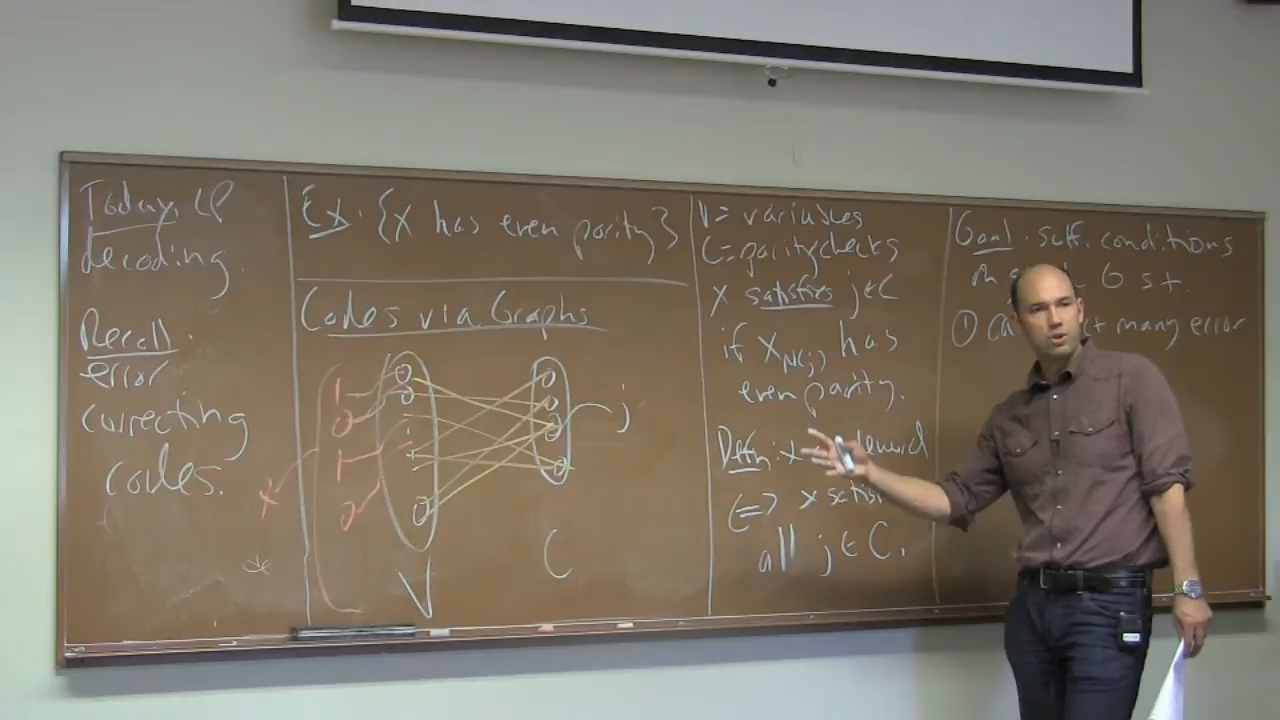 Today: LP
decoding.
Recall:
error
correcting
codes.
Ex: {x has even parity}
Codes via Graphs
1
0
1
0
x
j
V
C
V = variables
C = parity checks
x satisfies j ∈ C
if x_N(j) has
even parity.
Defn: x
<=> x
all j ∈ C.
Goal: suff. conditions
G s.t.
① many error